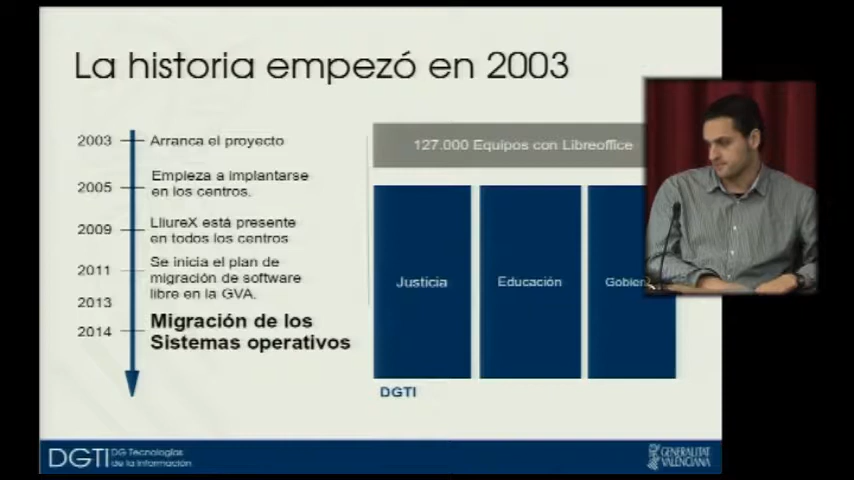 La historia empezó en 2003
2003
Arranca el proyecto
2005
Empieza a implantarse
en los centros.
2009
LliureX está presente
en todos los centros
2011
Se inicia el plan de
migración de software
libre en la GVA.
2013
2014
Migración de los
Sistemas operativos
127.000 Equipos con Libreoffice
Justicia
Educación
DGTI
DGTI
DG Tecnologías
de la Información
GENERALITAT
VALENCIANA